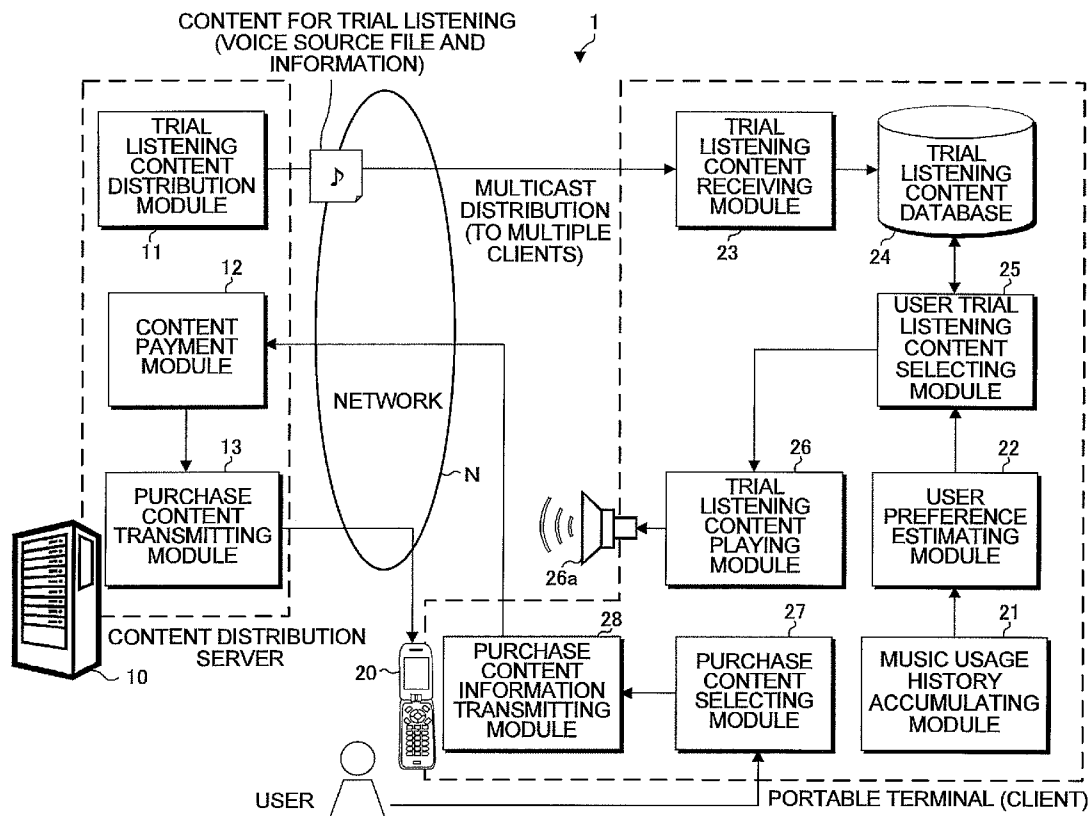 CONTENT FOR TRIAL LISTENING
(VOICE SOURCE FILE AND
INFORMATION)
1
TRIAL
LISTENING
CONTENT
DISTRIBUTION
MODULE
11
MULTICAST
DISTRIBUTION
(TO MULTIPLE
CLIENTS)
TRIAL
LISTENING
CONTENT
RECEIVING
MODULE
23
TRIAL
LISTENING
CONTENT
DATABASE
24
12
CONTENT
PAYMENT
MODULE
NETWORK
N
25
USER TRIAL
LISTENING
CONTENT
SELECTING
MODULE
13
PURCHASE
CONTENT
TRANSMITTING
MODULE
26a
26
TRIAL
LISTENING
CONTENT
PLAYING
MODULE
22
USER
PREFERENCE
ESTIMATING
MODULE
CONTENT DISTRIBUTION
SERVER
10
20
28
PURCHASE
CONTENT
INFORMATION
TRANSMITTING
MODULE
27
PURCHASE
CONTENT
SELECTING
MODULE
21
MUSIC USAGE
HISTORY
ACCUMULATING
MODULE
USER
PORTABLE TERMINAL (CLIENT)